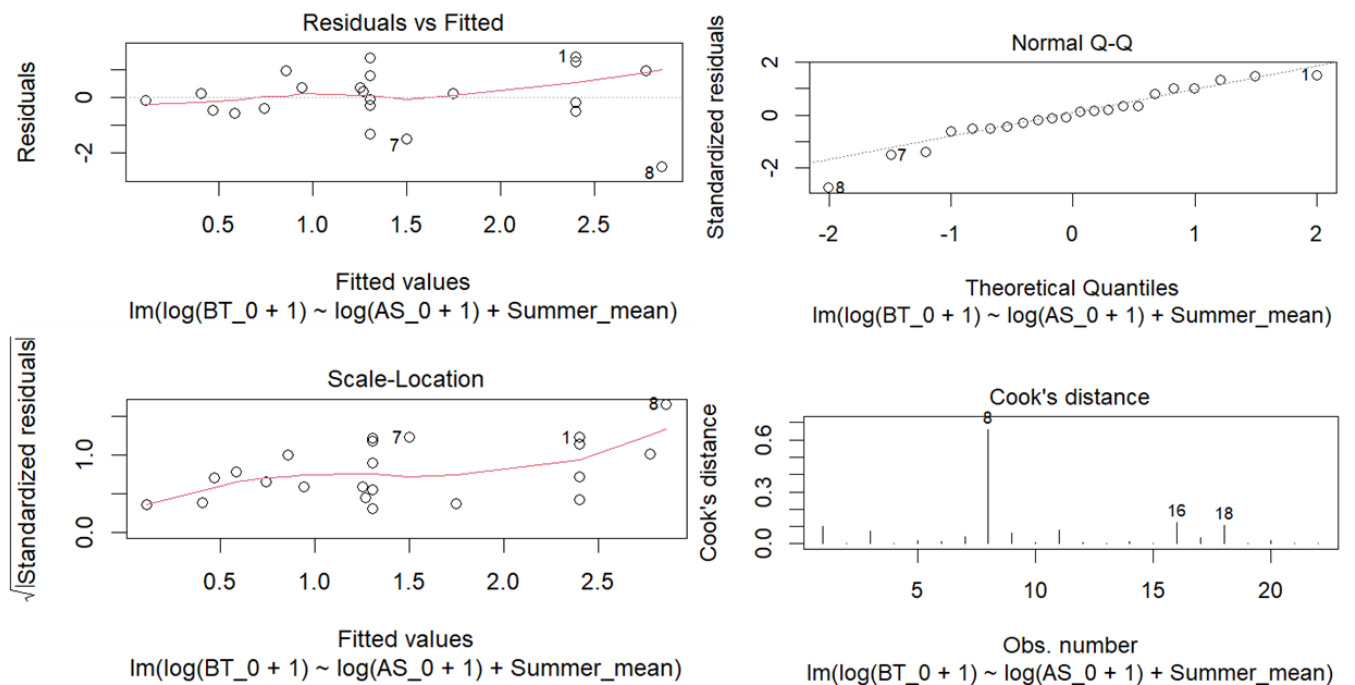 Residuals vs Fitted
Residuals
0
-2
1
7
8
0.5
1.0
1.5
2.0
2.5
Fitted values
lm(log(BT_0 + 1) ~ log(AS_0 + 1) + Summer_mean)
Normal Q-Q
Standardized residuals
2
0
-2
1
7
8
-2
-1
0
1
2
Theoretical Quantiles
lm(log(BT_0 + 1) ~ log(AS_0 + 1) + Summer_mean)
Scale-Location
√|Standardized residuals|
1.0
0.0
8
7
1
0.5
1.0
1.5
2.0
2.5
Fitted values
lm(log(BT_0 + 1) ~ log(AS_0 + 1) + Summer_mean)
Cook's distance
Cook's distance
0.6
0.3
0.0
8
16
18
5
10
15
20
Obs. number
lm(log(BT_0 + 1) ~ log(AS_0 + 1) + Summer_mean)